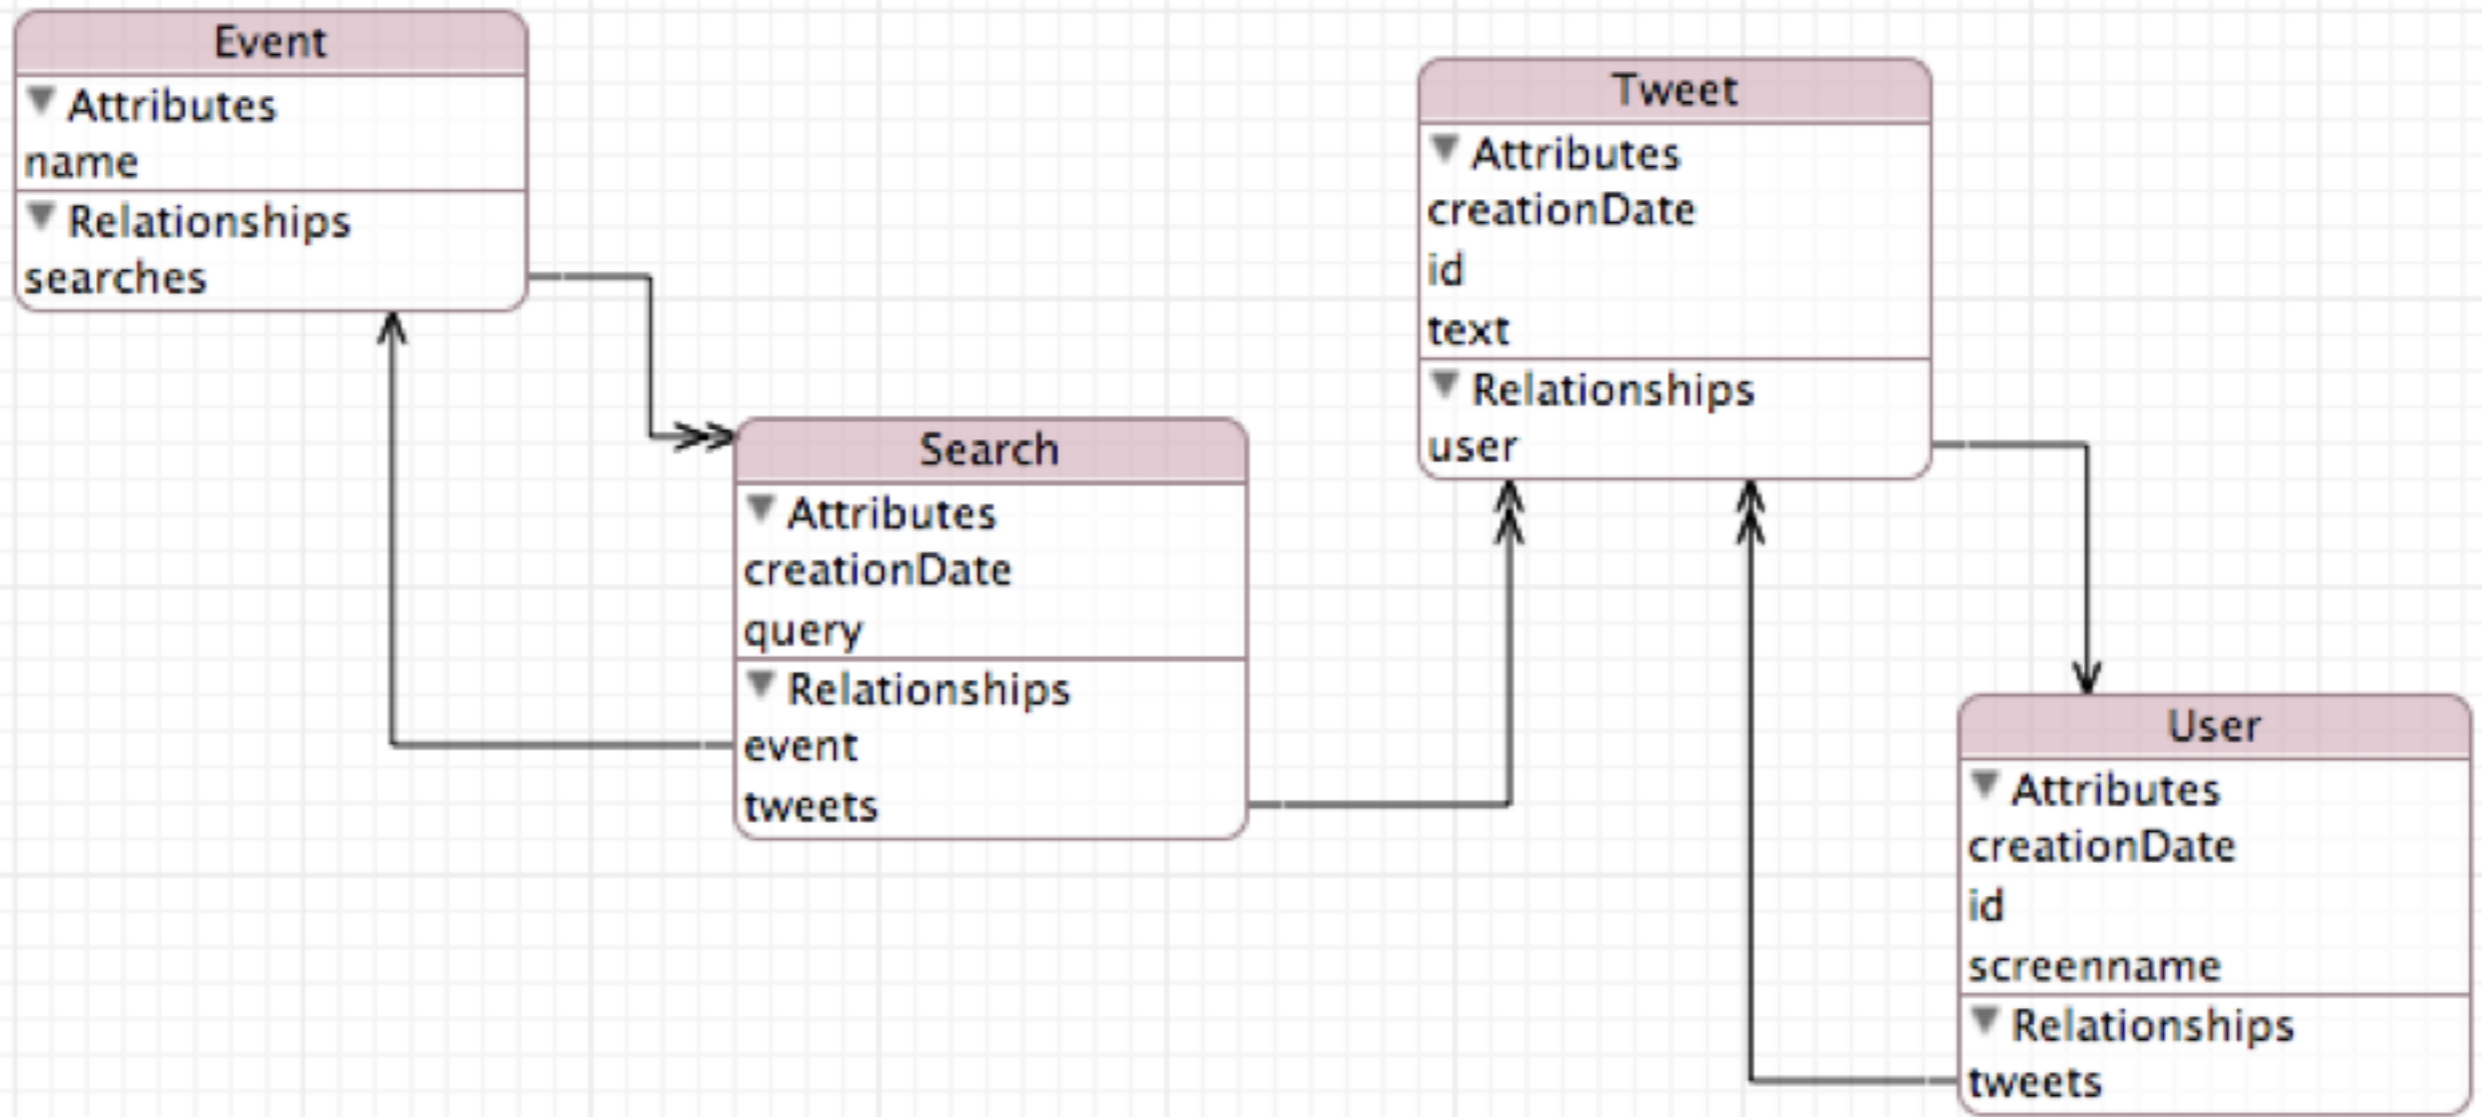 Event
Attributes
name
Relationships
searches
Search
Attributes
creationDate
query
Relationships
event
tweets
Tweet
Attributes
creationDate
id
text
Relationships
user
User
Attributes
creationDate
id
screenname
Relationships
tweets